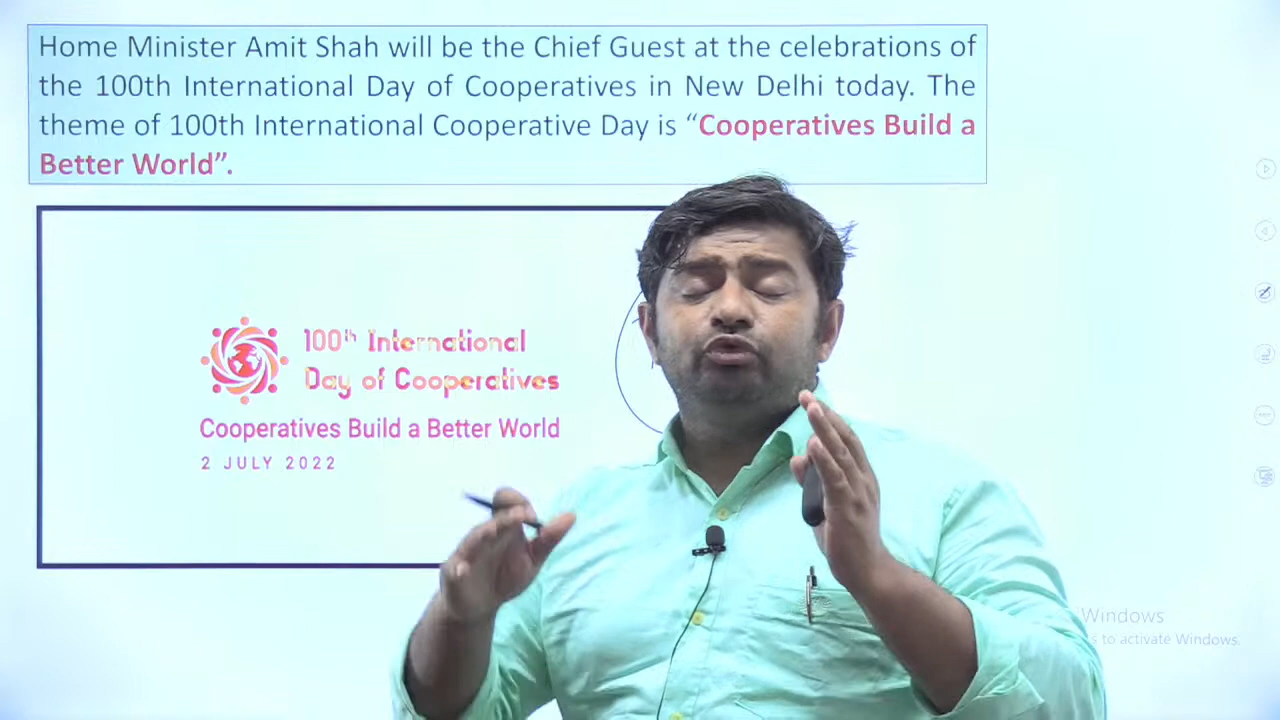 Home Minister Amit Shah will be the Chief Guest at the celebrations of
the 100th International Day of Cooperatives in New Delhi today. The
theme of 100th International Cooperative Day is “Cooperatives Build a
Better World”.
100th International
Day of Cooperatives
Cooperatives Build a Better World
2 JULY 2022
Windows
s to activate Windows.